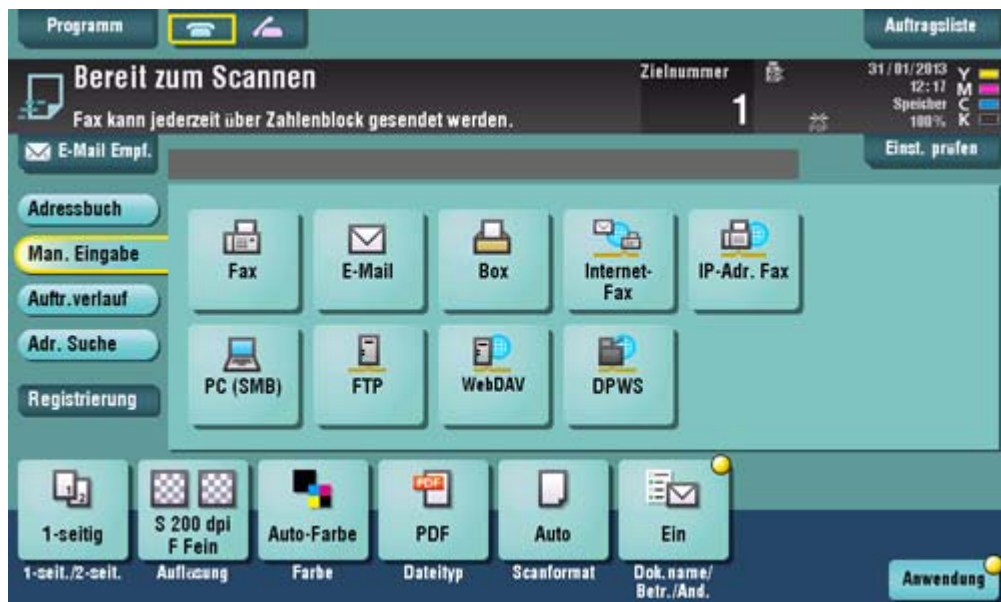 Programm
Auftragsliste
Bereit zum Scannen
Zielnummer
1
31/01/2013
12:17
Speicher
100%
Y
M
C
K
Fax kann jederzeit über Zahlenblock gesendet werden.
E-Mail Empf.
Einst. prüfen
Adressbuch
Man. Eingabe
Auftr.verlauf
Adr. Suche
Registrierung
Fax
E-Mail
Box
Internet-
Fax
IP-Adr. Fax
PC (SMB)
FTP
WebDAV
DPWS
1-seitig
S 200 dpi
F Fein
Auto-Farbe
PDF
PDF
Auto
Ein
1-seit./2-seit.
Auflösung
Farbe
Dateityp
Scanformat
Dok.name/
Betr./And.
Anwendung